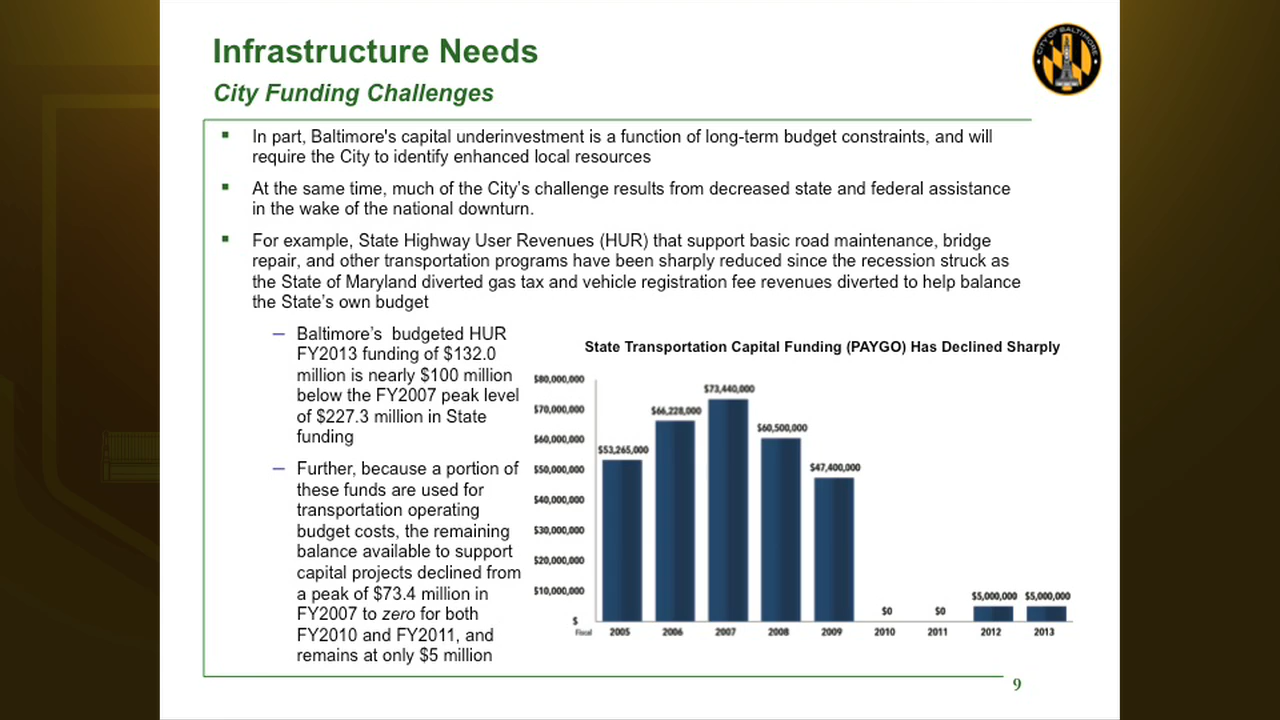 Infrastructure Needs
CITY OF BALTIMORE
City Funding Challenges
In part, Baltimore's capital underinvestment is a function of long-term budget constraints, and will
require the City to identify enhanced local resources
At the same time, much of the City's challenge results from decreased state and federal assistance
in the wake of the national downturn.
For example, State Highway User Revenues (HUR) that support basic road maintenance, bridge
repair, and other transportation programs have been sharply reduced since the recession struck as
the State of Maryland diverted gas tax and vehicle registration fee revenues diverted to help balance
the State's own budget
– Baltimore's budgeted HUR
FY2013 funding of $132.0
million is nearly $100 million
below the FY2007 peak level
of $227.3 million in State
funding
– Further, because a portion of
these funds are used for
transportation operating
budget costs, the remaining
balance available to support
capital projects declined from
a peak of $73.4 million in
FY2007 to zero for both
FY2010 and FY2011, and
remains at only $5 million
State Transportation Capital Funding (PAYGO) Has Declined Sharply
$80,000,000
$70,000,000
$60,000,000
$50,000,000
$40,000,000
$30,000,000
$20,000,000
$10,000,000
$
$53,265,000
$66,228,000
$73,440,000
$60,500,000
$47,400,000
$0
$0
$5,000,000
$5,000,000
Fiscal 2005 2006 2007 2008 2009 2010 2011 2012 2013
9